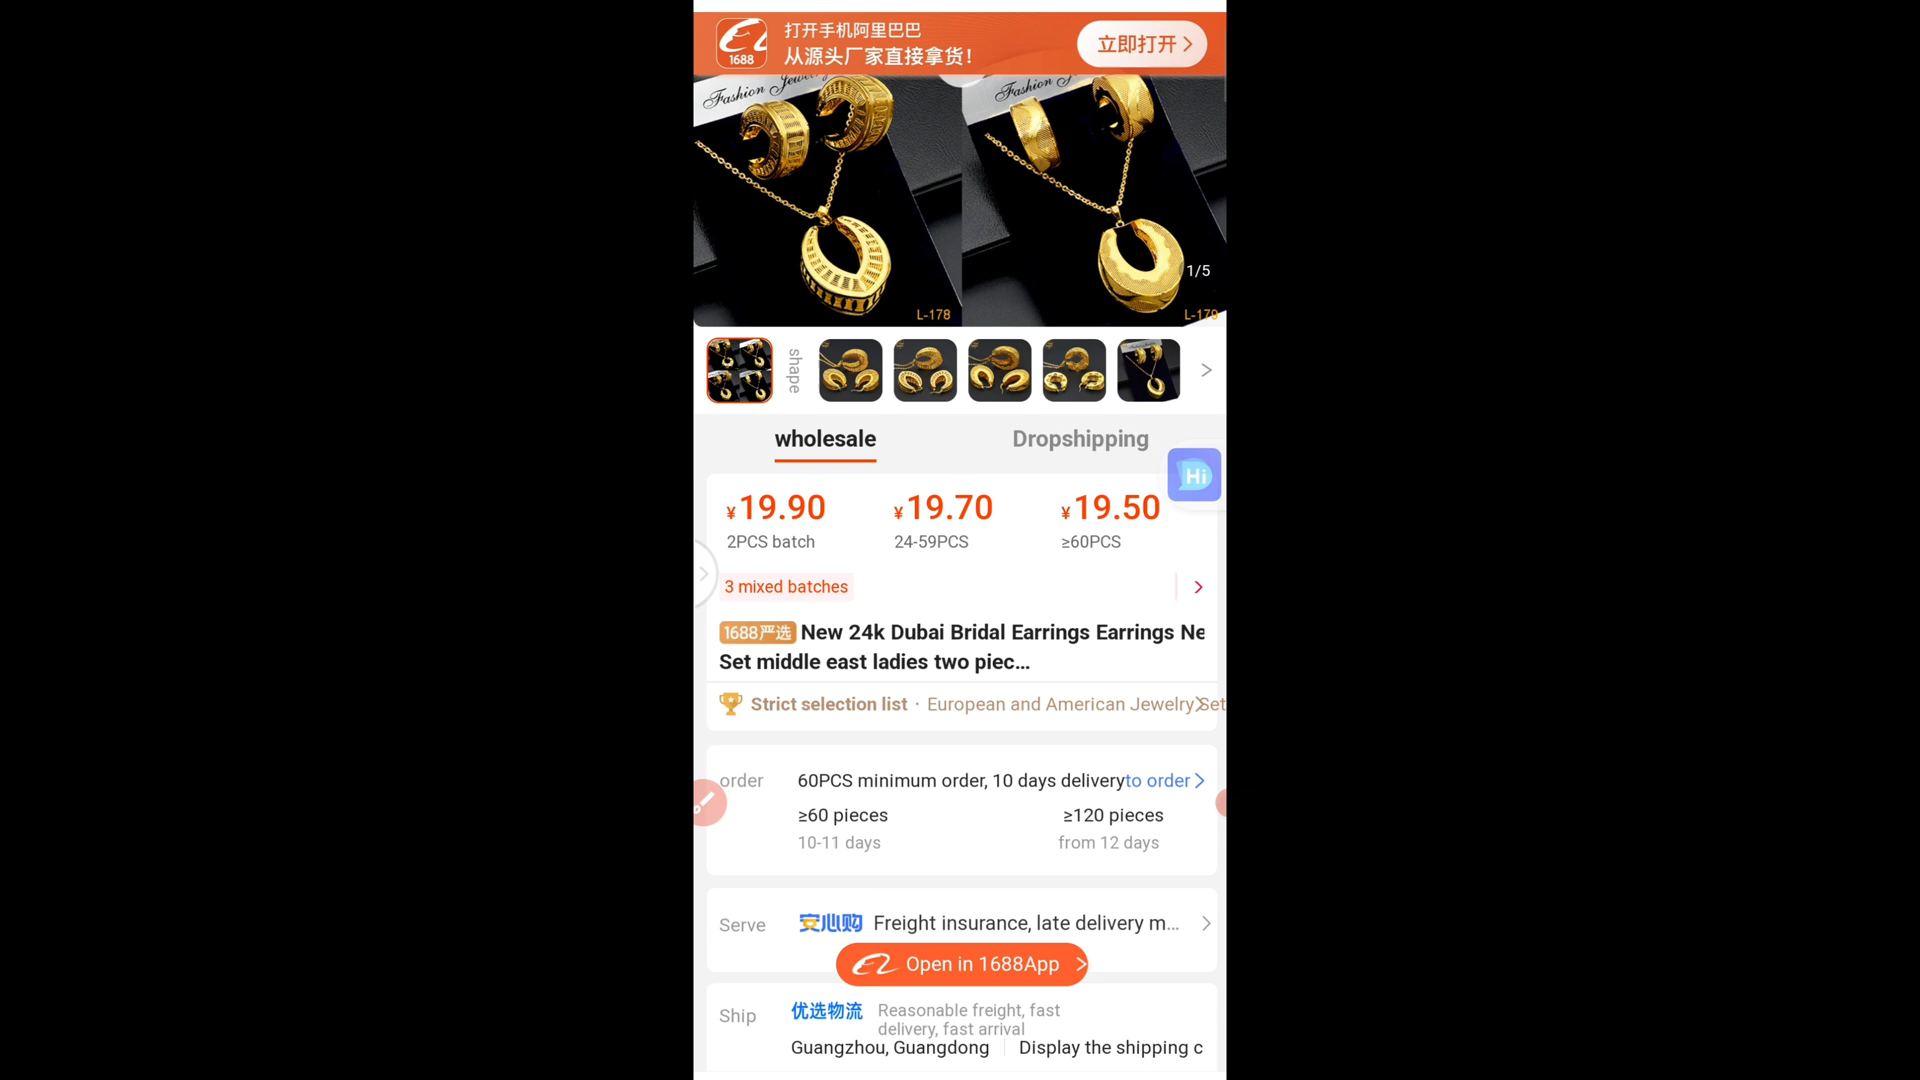 1688
打开手机阿里巴巴
从源头厂家直接拿货!
立即打开
Fashion Jewelry
Fashion Je
1/5
L-178
L-179
shape
wholesale
Dropshipping
Hi
¥19.90
¥19.70
¥19.50
2PCS batch
24-59PCS
≥60PCS
3 mixed batches
1688严选 New 24k Dubai Bridal Earrings Earrings Ne
Set middle east ladies two piec...
Strict selection list · European and American Jewelry Set
order
60PCS minimum order, 10 days delivery to order
≥60 pieces
≥120 pieces
10-11 days
from 12 days
Serve
安心购 Freight insurance, late delivery m...
Open in 1688App
Ship
优选物流
Reasonable freight, fast
delivery, fast arrival
Guangzhou, Guangdong
Display the shipping c